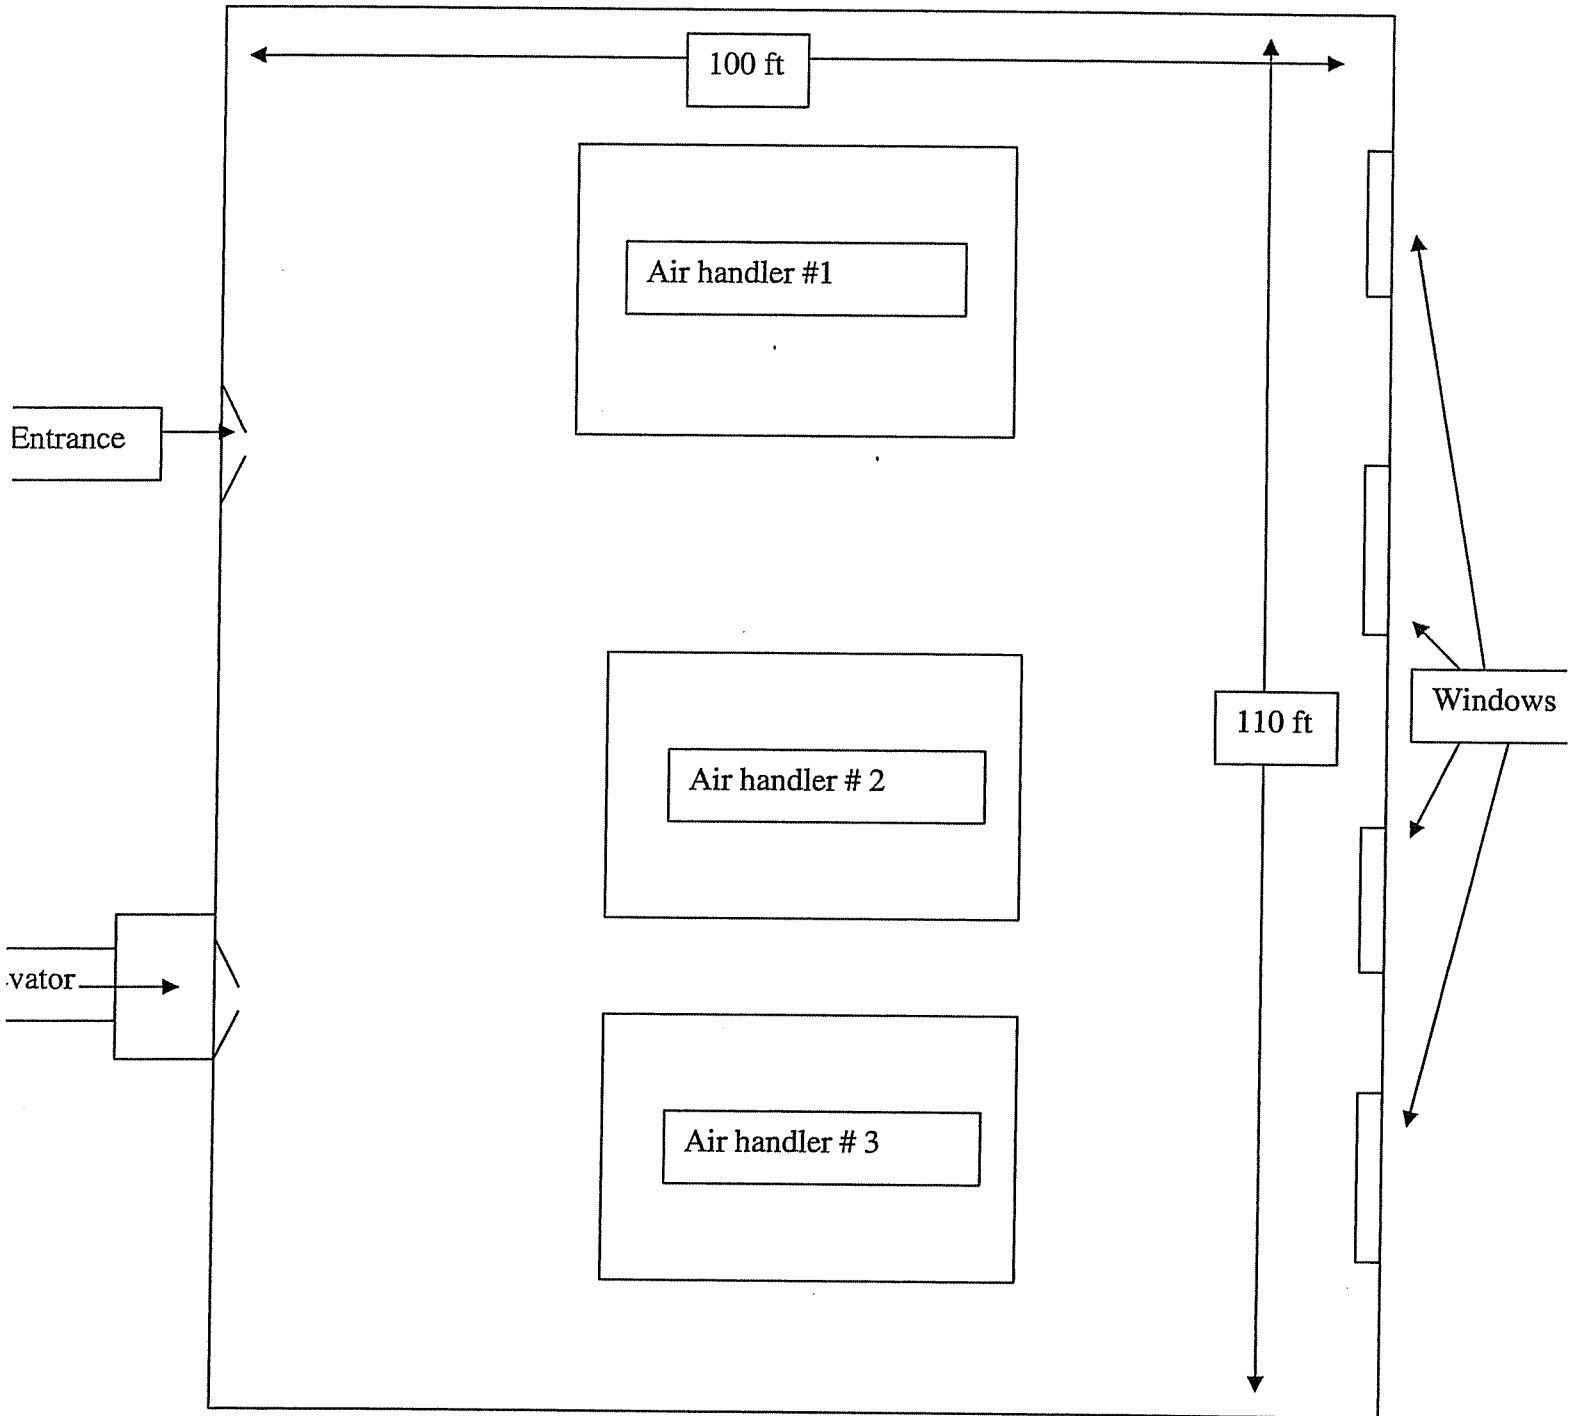 100 ft
Air handler #1
Entrance
Windows
110 ft
Air handler # 2
vator
Air handler # 3